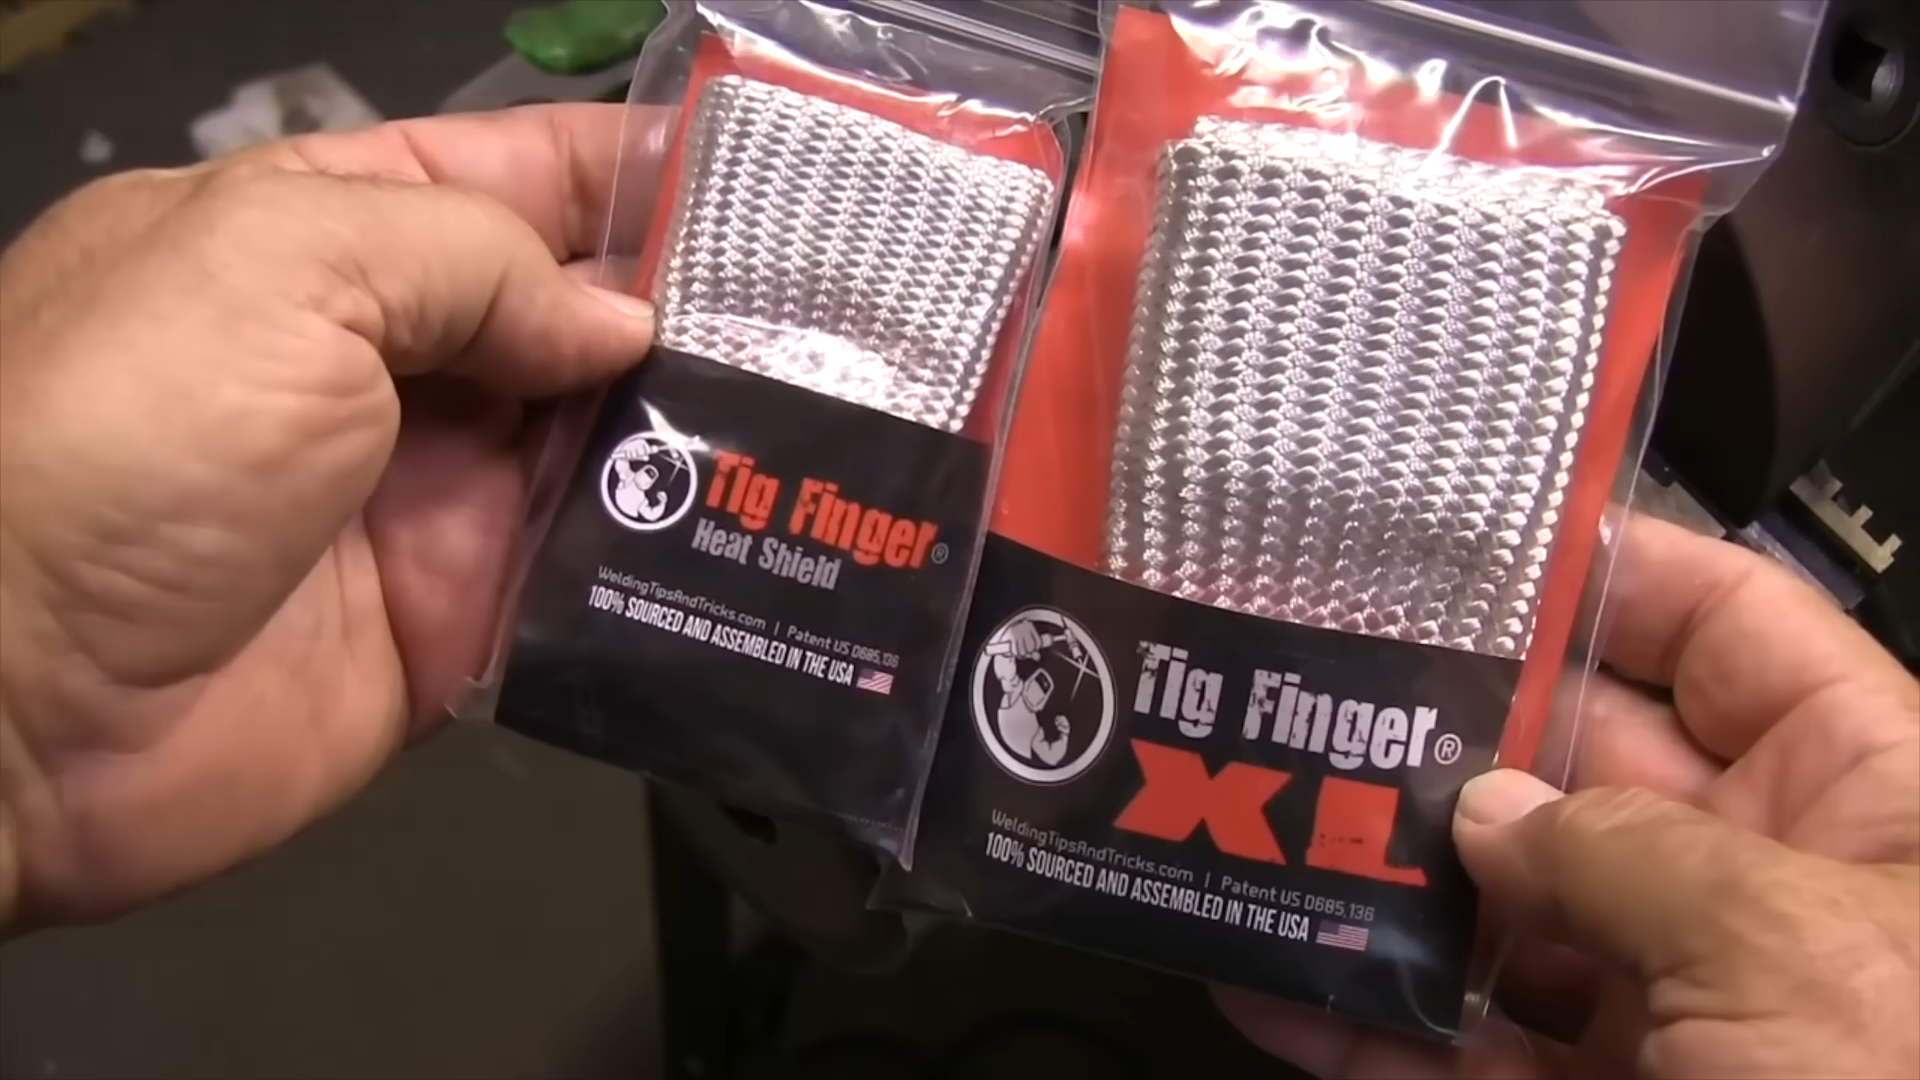 Tig Finger®
Heat Shield
WeldingTipsAndTricks.com | Patent US D685,136
100% SOURCED AND ASSEMBLED IN THE USA
Tig Finger®
XL
WeldingTipsAndTricks.com | Patent US D685,136
100% SOURCED AND ASSEMBLED IN THE USA